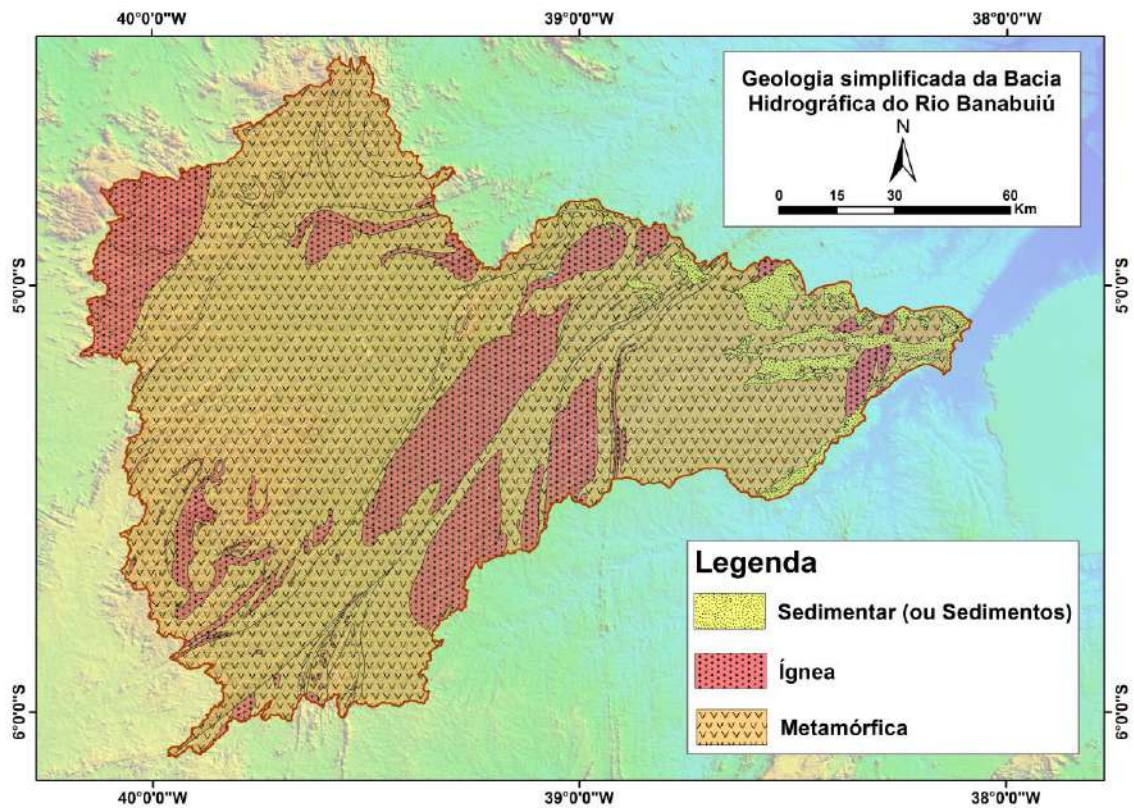 40°0'0"W
39°0'0"W
38°0'0"W
Geologia simplificada da Bacia
Hidrográfica do Rio Banabuiú
N
0 15 30 60
Km
5°0'0"S
5°0'0"S
Legenda
Sedimentar (ou Sedimentos)
Ígnea
Metamórfica
6°0'0"S
6°0'0"S
40°0'0"W
39°0'0"W
38°0'0"W